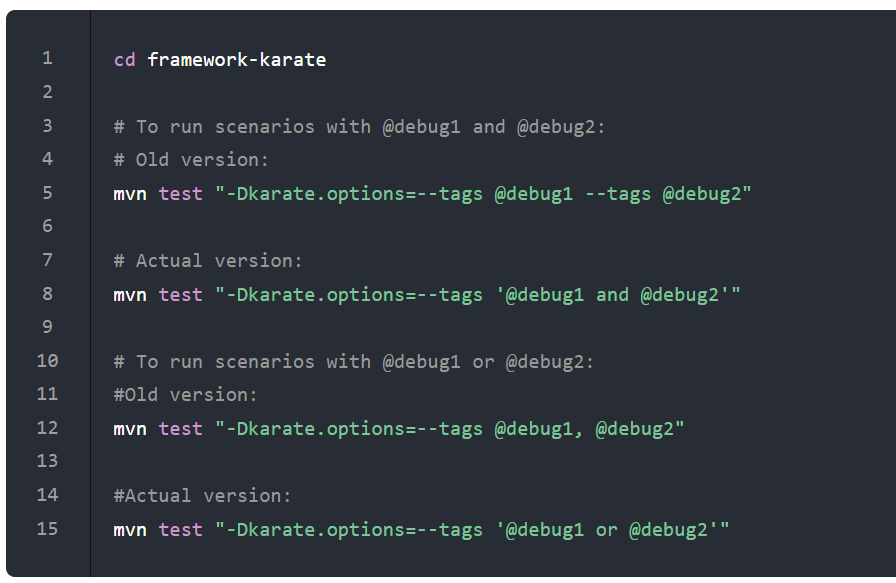 1 cd framework-karate
2
3 # To run scenarios with @debug1 and @debug2:
4 # Old version:
5 mvn test "-Dkarate.options=--tags @debug1 --tags @debug2"
6
7 # Actual version:
8 mvn test "-Dkarate.options=--tags '@debug1 and @debug2'"
9
10 # To run scenarios with @debug1 or @debug2:
11 #Old version:
12 mvn test "-Dkarate.options=--tags @debug1, @debug2"
13
14 #Actual version:
15 mvn test "-Dkarate.options=--tags '@debug1 or @debug2'"